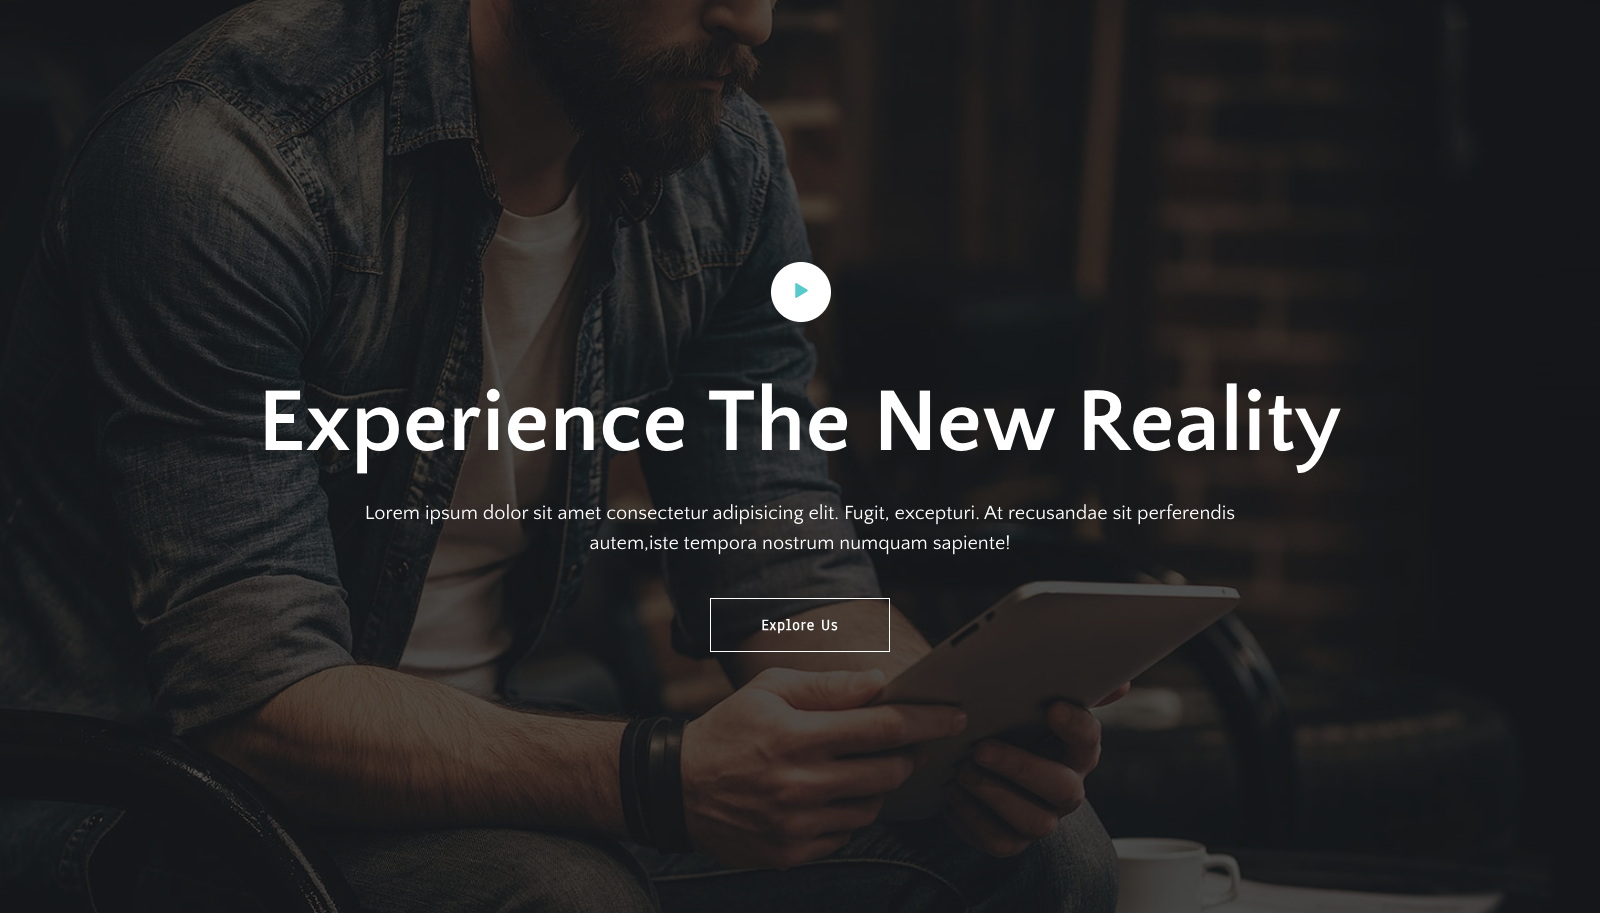 Experience The New Reality
Lorem ipsum dolor sit amet consectetur adipisicing elit. Fugit, excepturi. At recusandae sit perferendis
autem,iste tempora nostrum numquam sapiente!
Explore Us